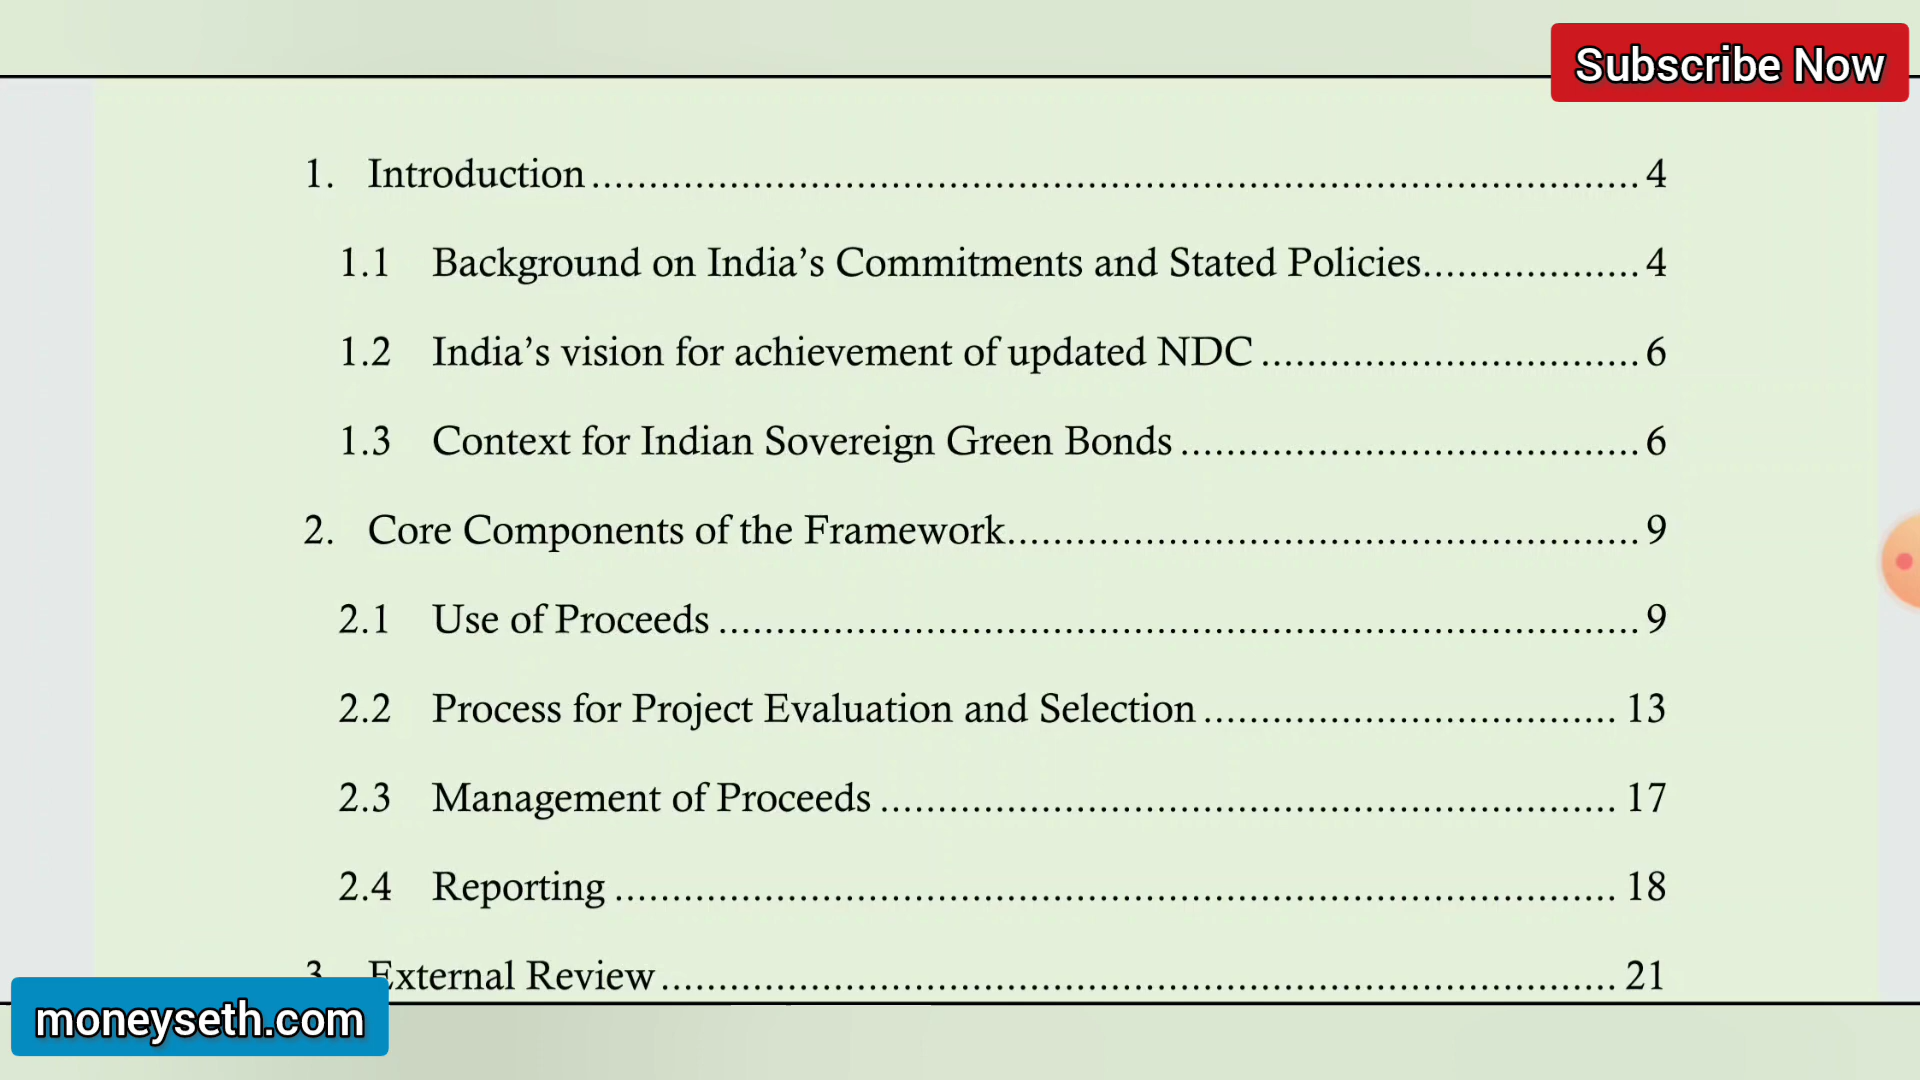 Subscribe Now
1. Introduction........................................................................................... 4
1.1 Background on India’s Commitments and Stated Policies................... 4
1.2 India’s vision for achievement of updated NDC ................................. 6
1.3 Context for Indian Sovereign Green Bonds ........................................ 6
2. Core Components of the Framework....................................................... 9
2.1 Use of Proceeds ................................................................................ 9
2.2 Process for Project Evaluation and Selection .................................... 13
2.3 Management of Proceeds ................................................................ 17
2.4 Reporting ....................................................................................... 18
3. External Review................................................................................... 21
moneyseth.com